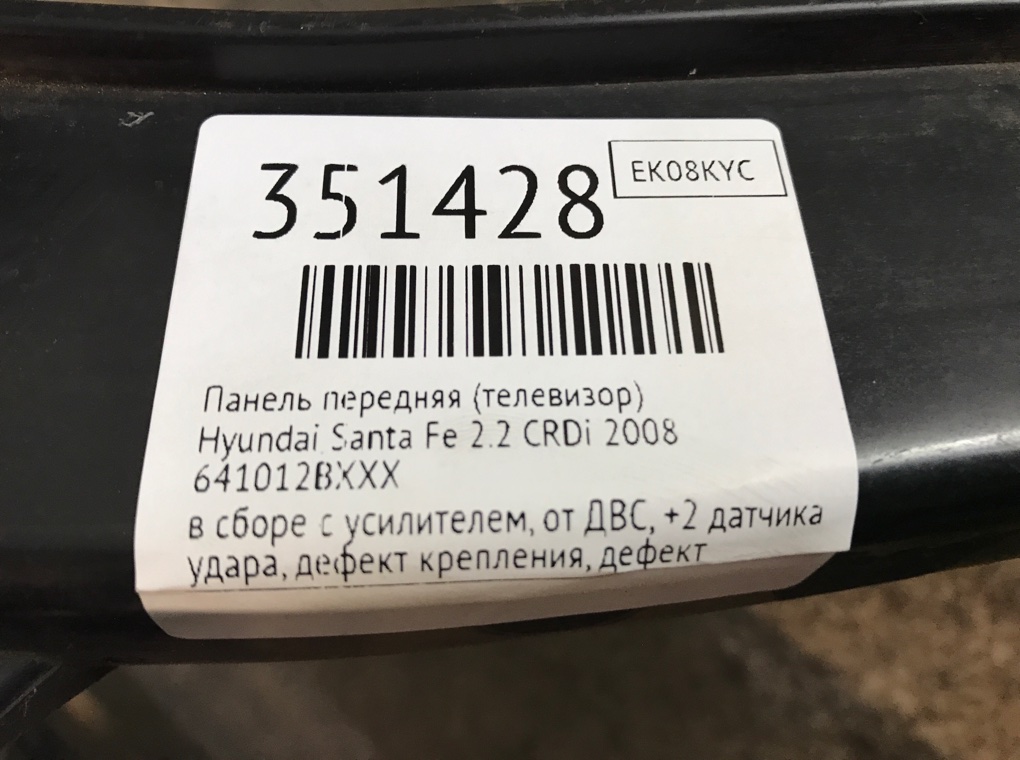 351428
EK08KYC
Панель передняя (телевизор)
Hyundai Santa Fe 2.2 CRDi 2008
641012BXXX
в сборе с усилителем, от ДВС, +2 датчика
удара, дефект крепления, дефект